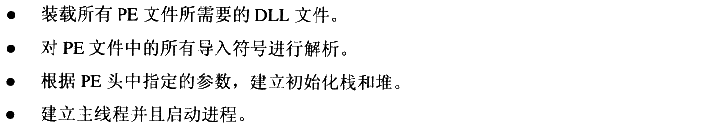 ● 装载所有 PE 文件所需要的 DLL 文件。
● 对 PE 文件中的所有导入符号进行解析。
● 根据 PE 头中指定的参数，建立初始化栈和堆。
● 建立主线程并且启动进程。